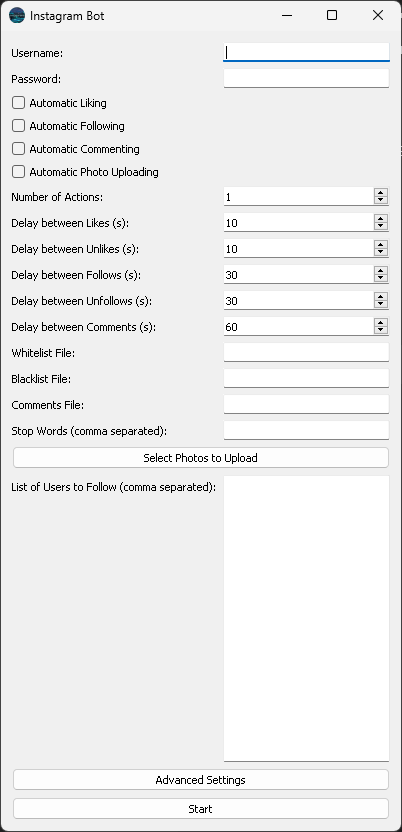 Instagram Bot
Username:
Password:
Automatic Liking
Automatic Following
Automatic Commenting
Automatic Photo Uploading
Number of Actions: 1
Delay between Likes (s): 10
Delay between Unlikes (s): 10
Delay between Follows (s): 30
Delay between Unfollows (s): 30
Delay between Comments (s): 60
Whitelist File:
Blacklist File:
Comments File:
Stop Words (comma separated):
Select Photos to Upload
List of Users to Follow (comma separated):
Advanced Settings
Start